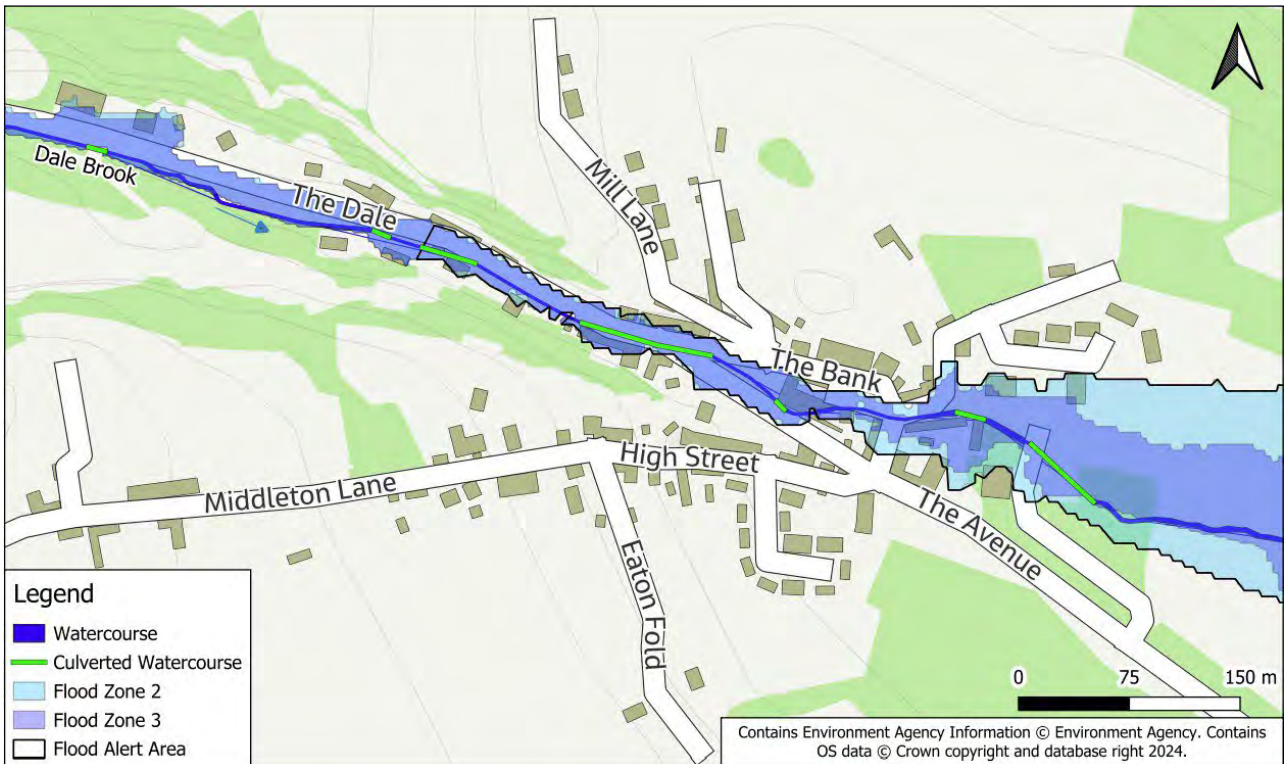 Dale Brook
The Dale
Mill Lane
The Bank
High Street
Middleton Lane
The Avenue
Eaton Fold
Legend
Watercourse
Culverted Watercourse
Flood Zone 2
Flood Zone 3
Flood Alert Area
0 75 150 m
Contains Environment Agency Information © Environment Agency. Contains
OS data © Crown copyright and database right 2024.